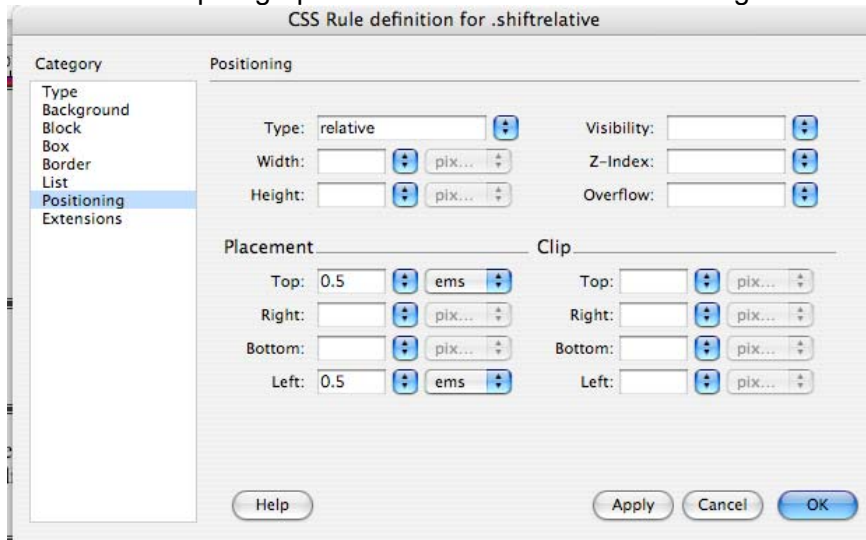 CSS Rule definition for .shiftrelative
Category
Positioning
Type
Background
Block
Box
Border
List
Positioning
Extensions
Type: relative
Visibility:
Width: pix...
Z-Index:
Height: pix...
Overflow:
Placement
Clip
Top: 0.5 ems
Top: pix...
Right: pix...
Right: pix...
Bottom: pix...
Bottom: pix...
Left: 0.5 ems
Left: pix...
Help
Apply
Cancel
OK